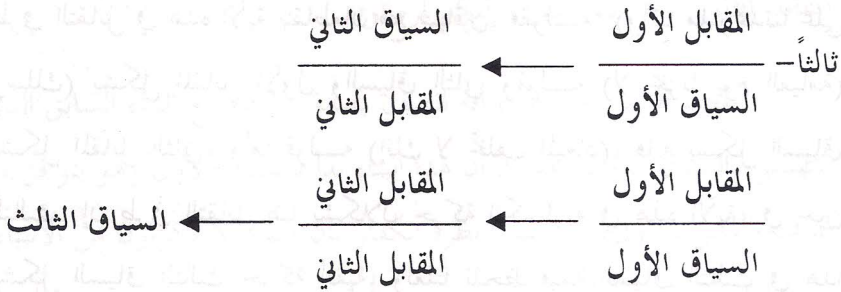 المقابل الأول السياق الثاني
ثالثاً-
السياق الأول المقابل الثاني
المقابل الأول المقابل الثاني
السياق الثالث
السياق الأول المقابل الثاني